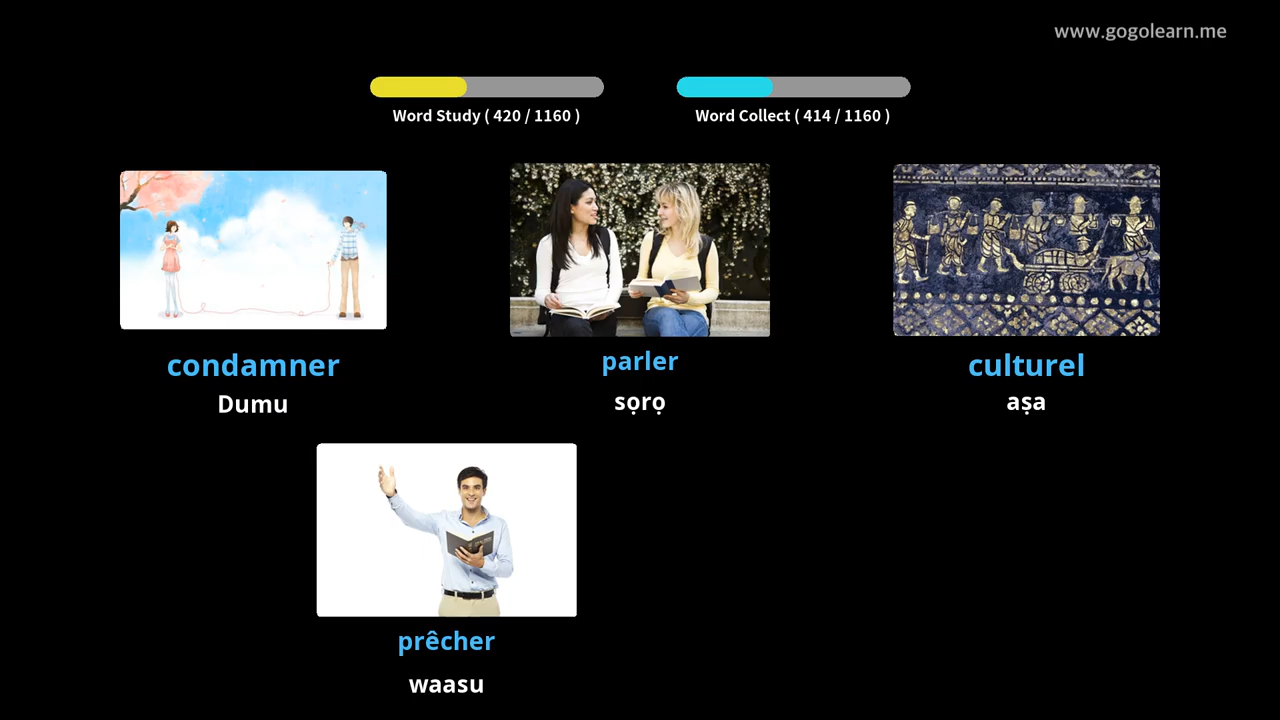 www.gogolearn.me
Word Study ( 420 / 1160 )
Word Collect ( 414 / 1160 )
condamner
Dumu
parler
sọrọ
culturel
aṣa
prêcher
waasu